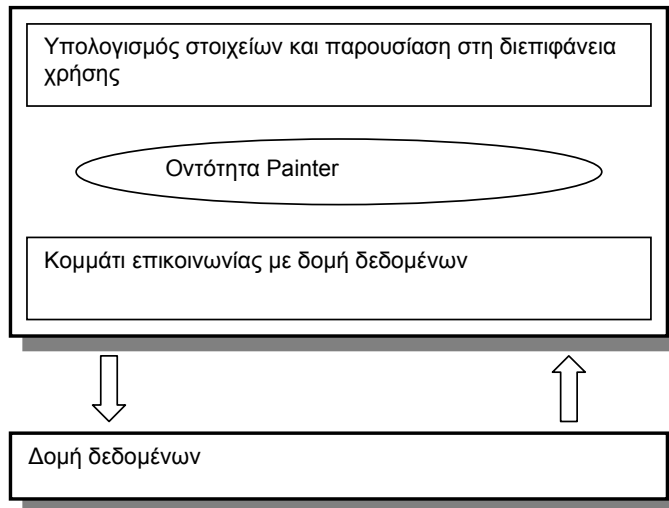 Υπολογισμός στοιχείων και παρουσίαση στη διεπιφάνεια
χρήσης
Οντότητα Painter
Κομμάτι επικοινωνίας με δομή δεδομένων
Δομή δεδομένων